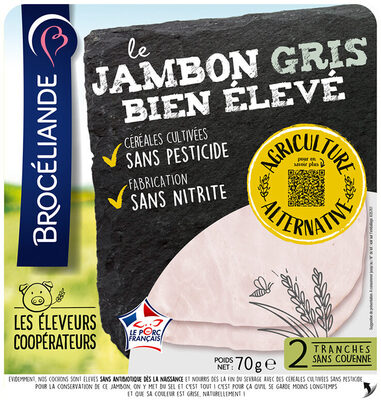 BROCÉLIANDE
le
JAMBON GRIS
BIEN ÉLEVÉ
CÉRÉALES CULTIVÉES
SANS PESTICIDE
FABRICATION
SANS NITRITE
AGRICULTURE
pour en
savoir plus
ALTERNATIVE
LES ÉLEVEURS
COOPÉRATEURS
LE PORC
FRANÇAIS
POIDS
NET : 70g e
2 TRANCHES
SANS COUENNE
EVIDEMMENT, NOS COCHONS SONT ÉLEVÉS SANS ANTIBIOTIQUE DÈS LA NAISSANCE ET NOURRIS DÈS LA FIN DU SEVRAGE AVEC DES CÉRÉALES CULTIVÉES SANS PESTICIDE
POUR LA CONSERVATION DE CE JAMBON, ON Y MET DU SEL ET C'EST TOUT ! C'EST POUR ÇA QU'IL SE GARDE MOINS LONGTEMPS
ET QUE SA COULEUR EST GRISE, NATURELLEMENT !